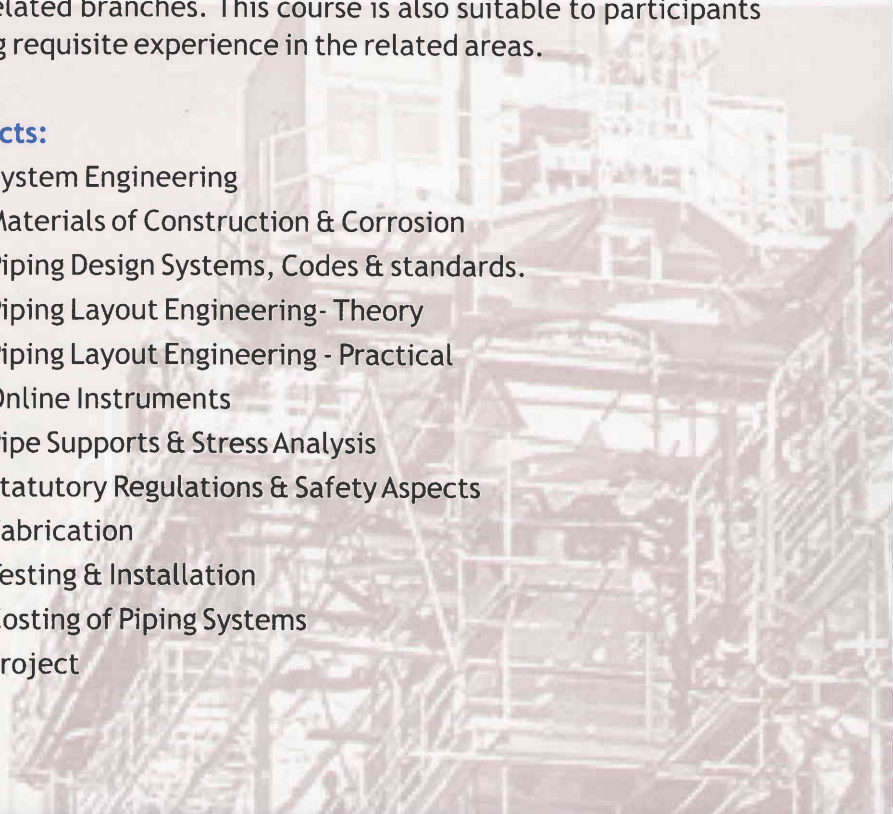 elated branches. This course is also suitable to participants
g requisite experience in the related areas.
cts:
ystem Engineering
Materials of Construction & Corrosion
iping Design Systems, Codes & standards.
iping Layout Engineering- Theory
iping Layout Engineering - Practical
Online Instruments
ipe Supports & Stress Analysis
tatutory Regulations & Safety Aspects
abrication
esting & Installation
osting of Piping Systems
roject